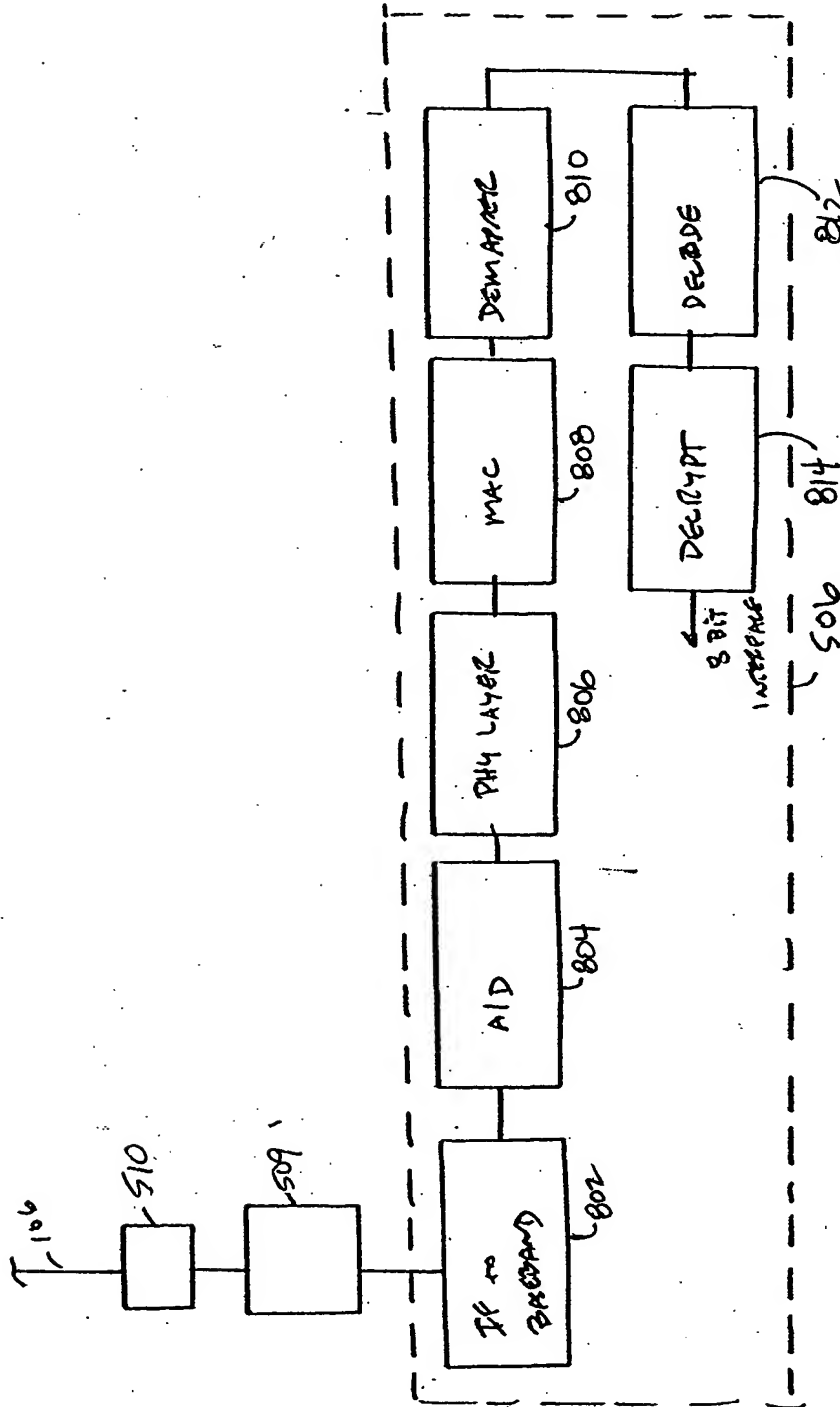 106
510
509
IF to
BASEBAND
802
A/D
804
PHY LAYER
806
MAC
808
DEMAPPER
810
DECODE
812
DECRYPT
814
8 BIT
INTERFACE
506